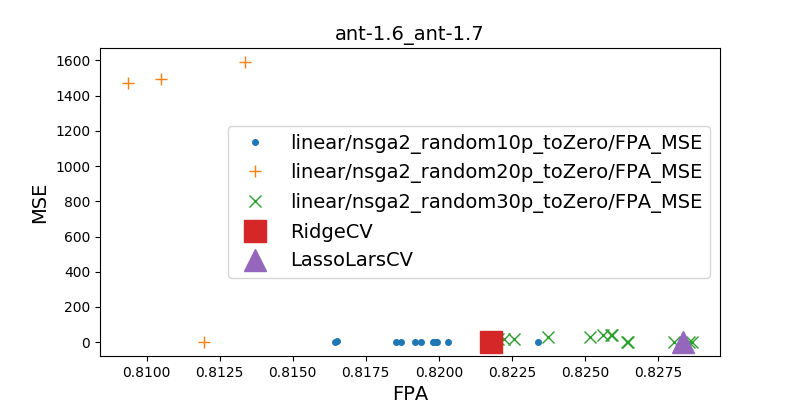 ant-1.6_ant-1.7
1600
1400
1200
1000
800
600
400
200
0
MSE
linear/nsga2_random10p_toZero/FPA_MSE
linear/nsga2_random20p_toZero/FPA_MSE
linear/nsga2_random30p_toZero/FPA_MSE
RidgeCV
LassoLarsCV
0.8100 0.8125 0.8150 0.8175 0.8200 0.8225 0.8250 0.8275
FPA